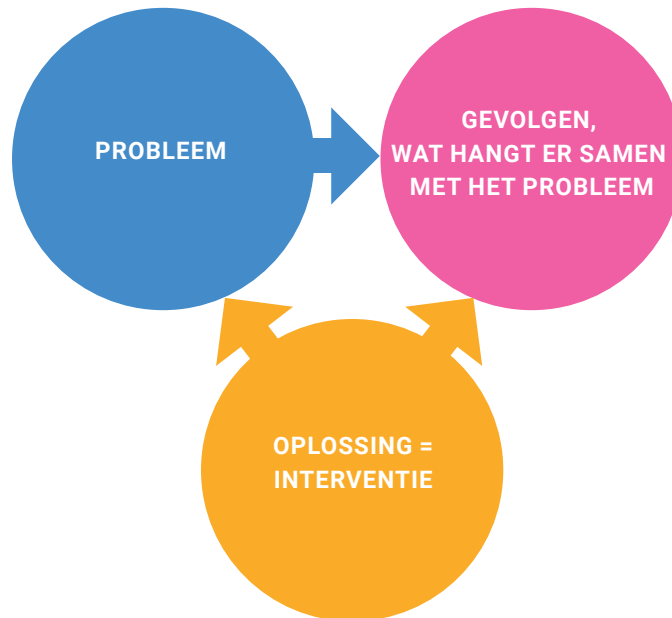 PROBLEEM
GEVOLGEN,
WAT HANGT ER SAMEN
MET HET PROBLEEM
OPLOSSING =
INTERVENTIE